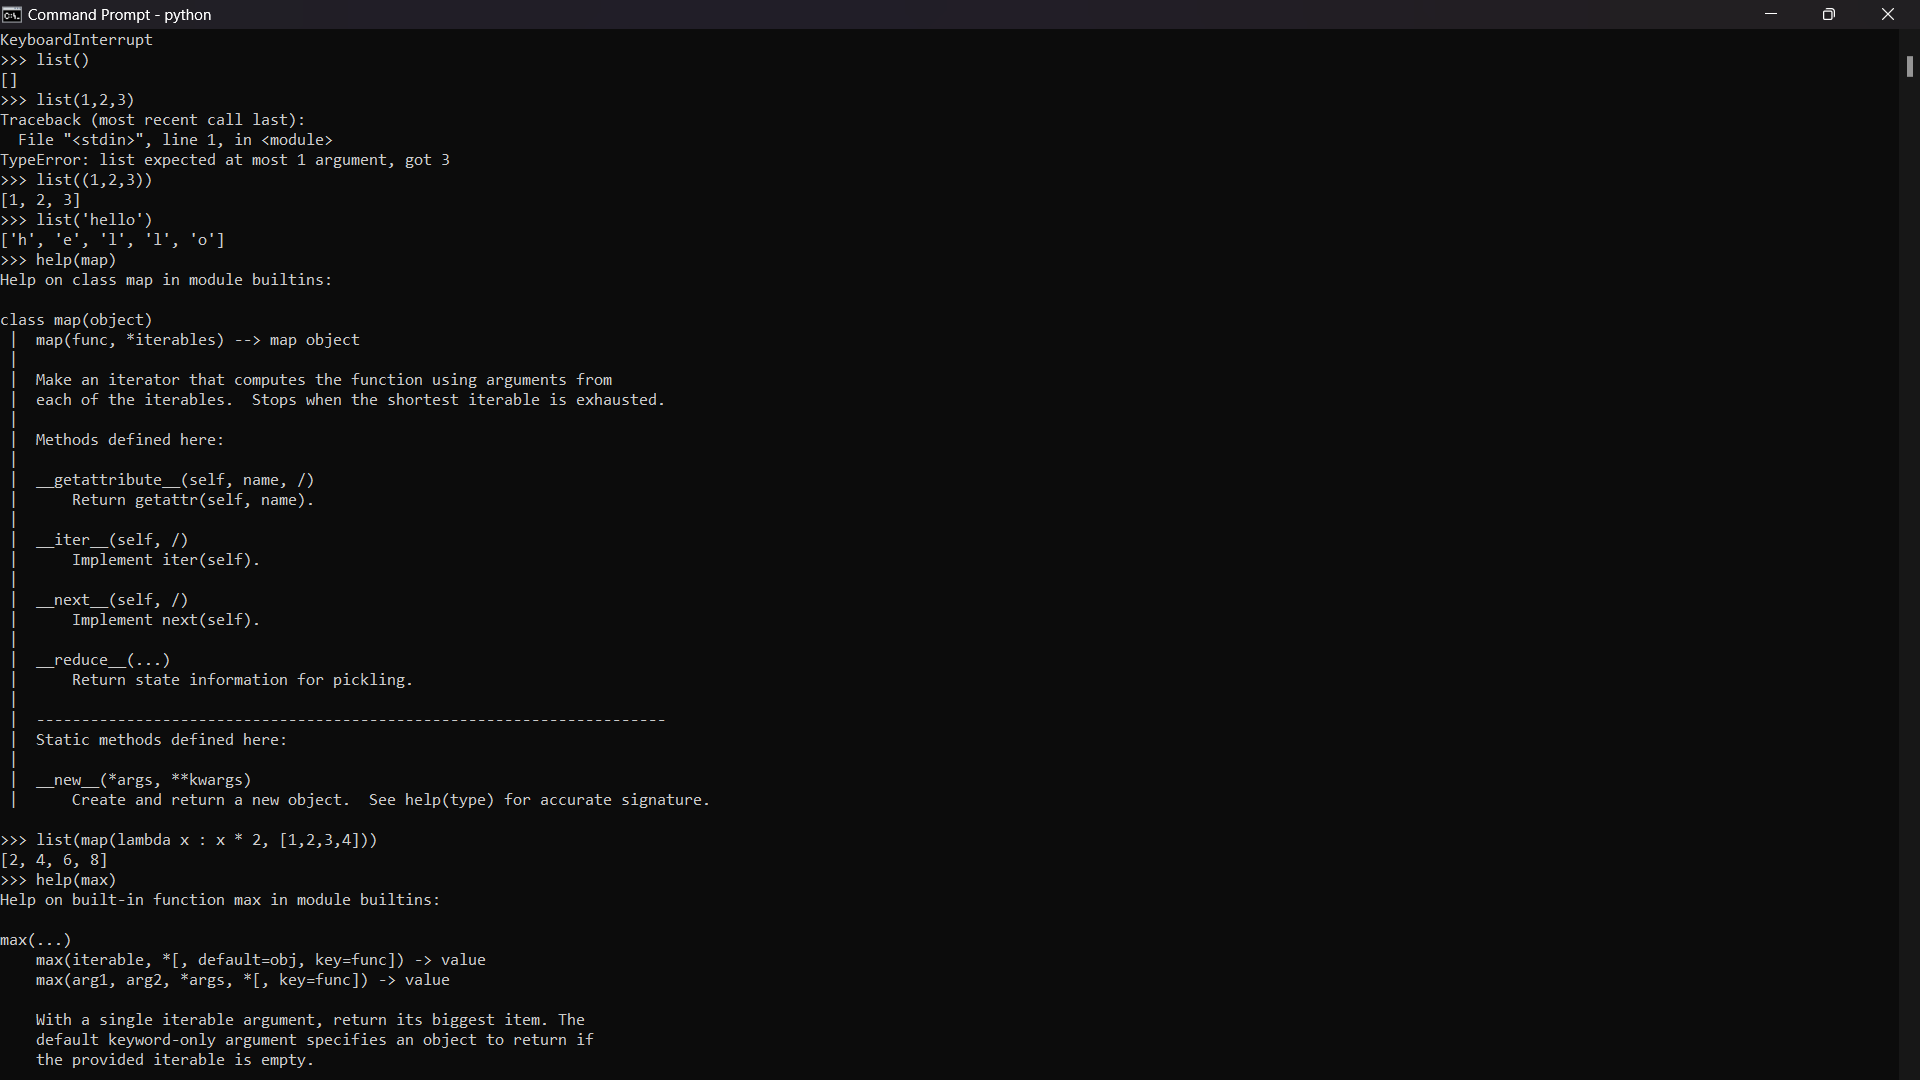 Command Prompt - python
KeyboardInterrupt
>>> list()
[]
>>> list(1,2,3)
Traceback (most recent call last):
  File "<stdin>", line 1, in <module>
TypeError: list expected at most 1 argument, got 3
>>> list((1,2,3))
[1, 2, 3]
>>> list('hello')
['h', 'e', 'l', 'l', 'o']
>>> help(map)
Help on class map in module builtins:

class map(object)
 |  map(func, *iterables) --> map object
 |
 |  Make an iterator that computes the function using arguments from
 |  each of the iterables.  Stops when the shortest iterable is exhausted.
 |
 |  Methods defined here:
 |
 |  __getattribute__(self, name, /)
 |      Return getattr(self, name).
 |
 |  __iter__(self, /)
 |      Implement iter(self).
 |
 |  __next__(self, /)
 |      Implement next(self).
 |
 |  __reduce__(...)
 |      Return state information for pickling.
 |
 |  ----------------------------------------------------------------------
 |  Static methods defined here:
 |
 |  __new__(*args, **kwargs)
 |      Create and return a new object.  See help(type) for accurate signature.

>>> list(map(lambda x : x * 2, [1,2,3,4]))
[2, 4, 6, 8]
>>> help(max)
Help on built-in function max in module builtins:

max(...)
    max(iterable, *[, default=obj, key=func]) -> value
    max(arg1, arg2, *args, *[, key=func]) -> value

    With a single iterable argument, return its biggest item. The
    default keyword-only argument specifies an object to return if
    the provided iterable is empty.